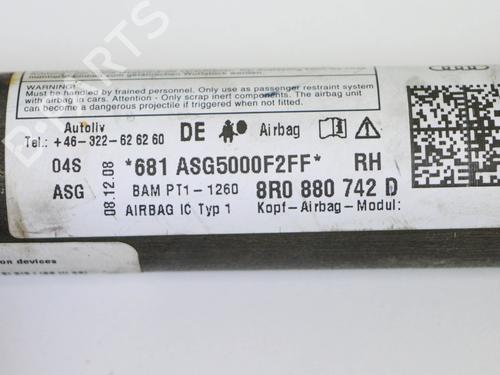 Must be handled by trained personnel. Only use as passenger restraint system
with airbag in cars. Attention - Only scrap inert components. The airbag unit
can become a dangerous projectile if triggered when not fitted.
Autoliv
Tel.: +46-322-62 62 60
DE
Airbag
04S
*681 ASG5000F2FF*
RH
ASG
08.12.08
BAM PT1-1260
8R0 880 742 D
AIRBAG IC Typ 1
Kopf-Airbag-Modul:
on devices
B-PARTS